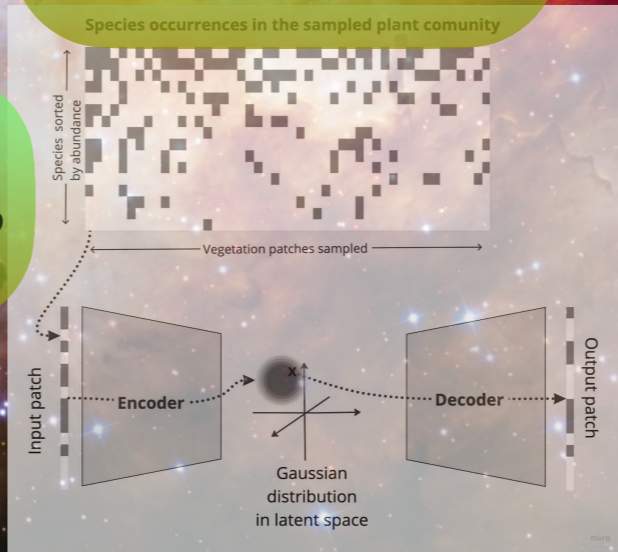 Species occurrences in the sampled plant comunity
Species sorted
by abundance
Vegetation patches sampled
Input patch
Encoder
x
Decoder
Output patch
Gaussian
distribution
in latent space
miro